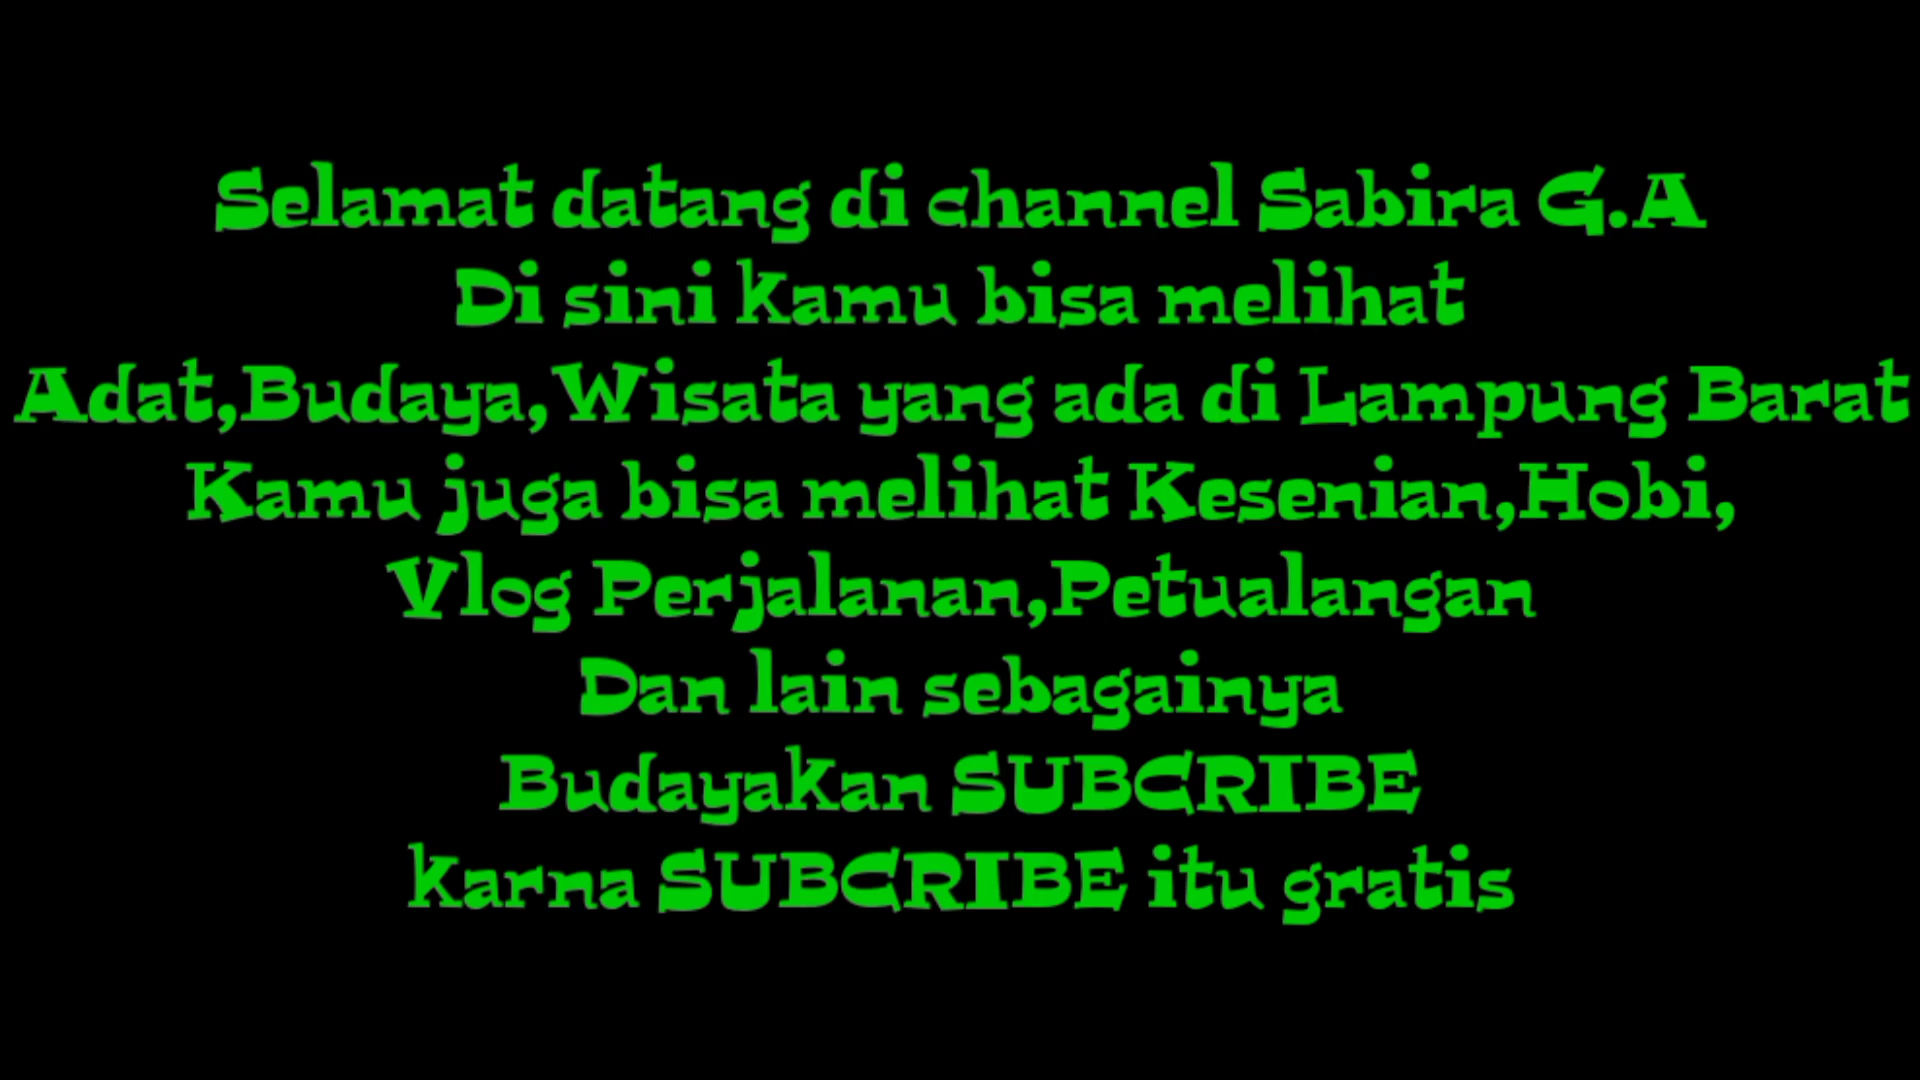 Selamat datang di channel Sabira G.A
Di sini kamu bisa melihat
Adat,Budaya,Wisata yang ada di Lampung Barat
Kamu juga bisa melihat Kesenian,Hobi,
Vlog Perjalanan,Petualangan
Dan lain sebagainya
Budayakan SUBCRIBE
karna SUBCRIBE itu gratis